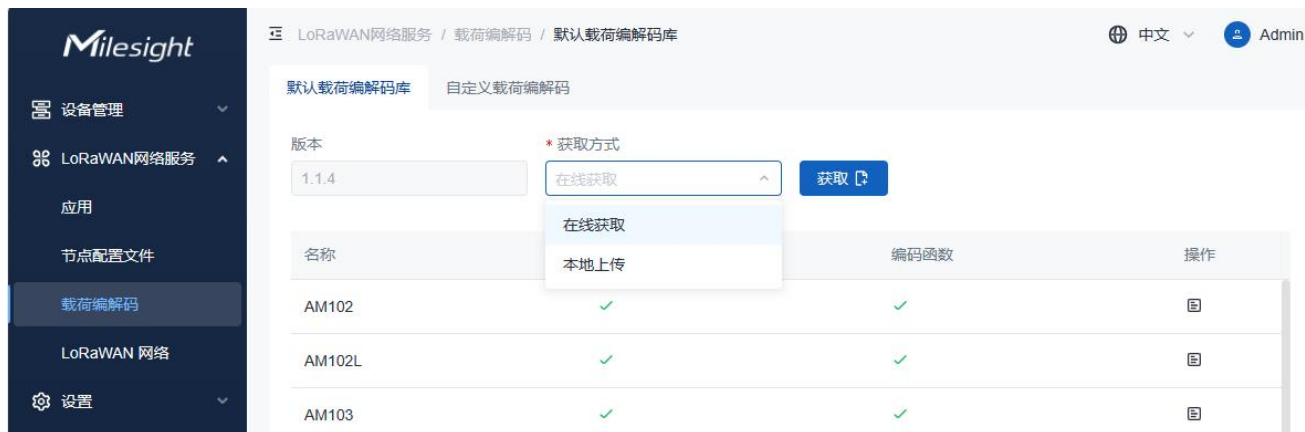 Milesight
设备管理
LoRaWAN网络服务
应用
节点配置文件
载荷编解码
LoRaWAN 网络
设置
LoRaWAN网络服务 / 载荷编解码 / 默认载荷编解码库
中文
Admin
默认载荷编解码库 自定义载荷编解码
版本 * 获取方式
1.1.4 在线获取 获取
在线获取
本地上传
名称 编码函数 操作
AM102
AM102L
AM103